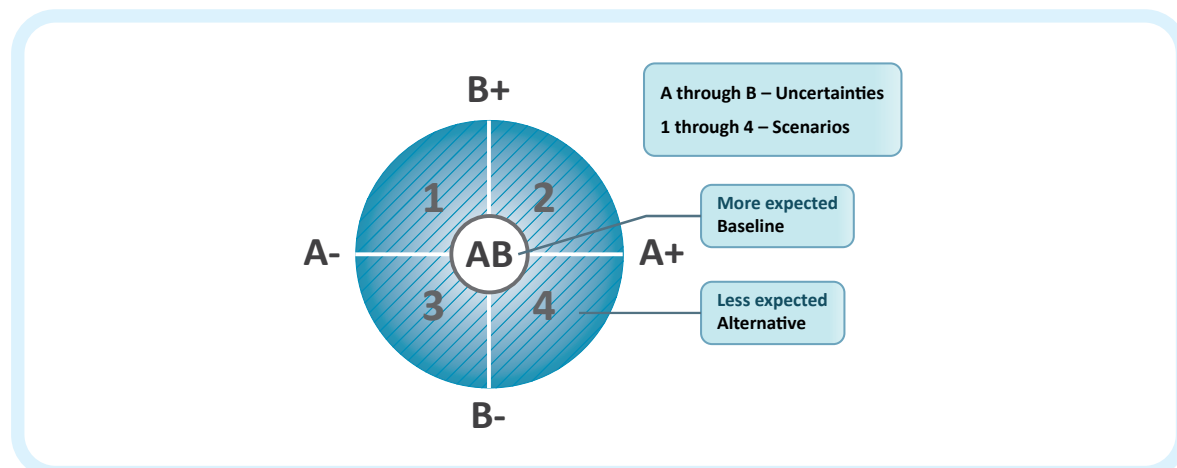 B+
A through B – Uncertainties
1 through 4 – Scenarios
1
2
More expected
Baseline
A-
AB
A+
3
4
Less expected
Alternative
B-